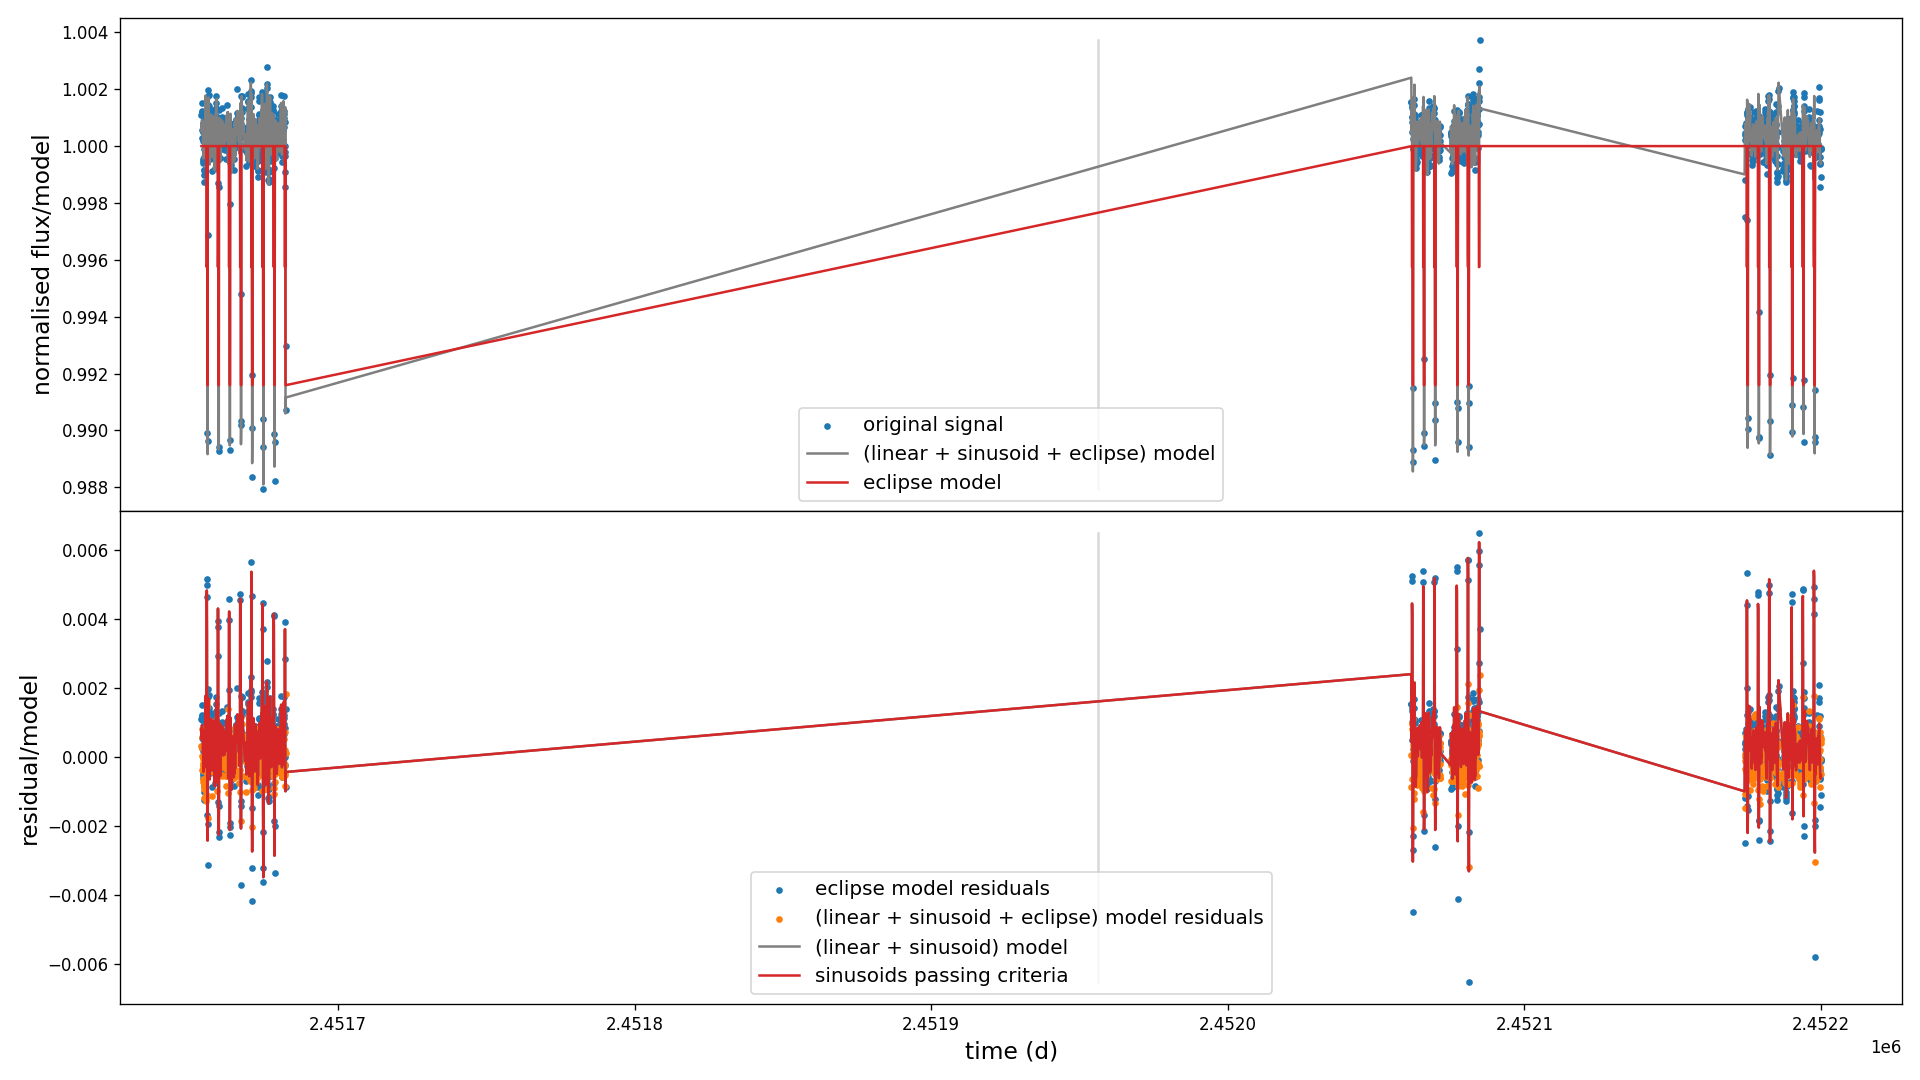 1.004
1.002
1.000
0.998
0.996
0.994
0.992
0.990
0.988
normalised flux/model
original signal
(linear + sinusoid + eclipse) model
eclipse model
0.006
0.004
0.002
0.000
−0.002
−0.004
−0.006
residual/model
eclipse model residuals
(linear + sinusoid + eclipse) model residuals
(linear + sinusoid) model
sinusoids passing criteria
2.4517
2.4518
2.4519
2.4520
2.4521
2.4522
1e6
time (d)